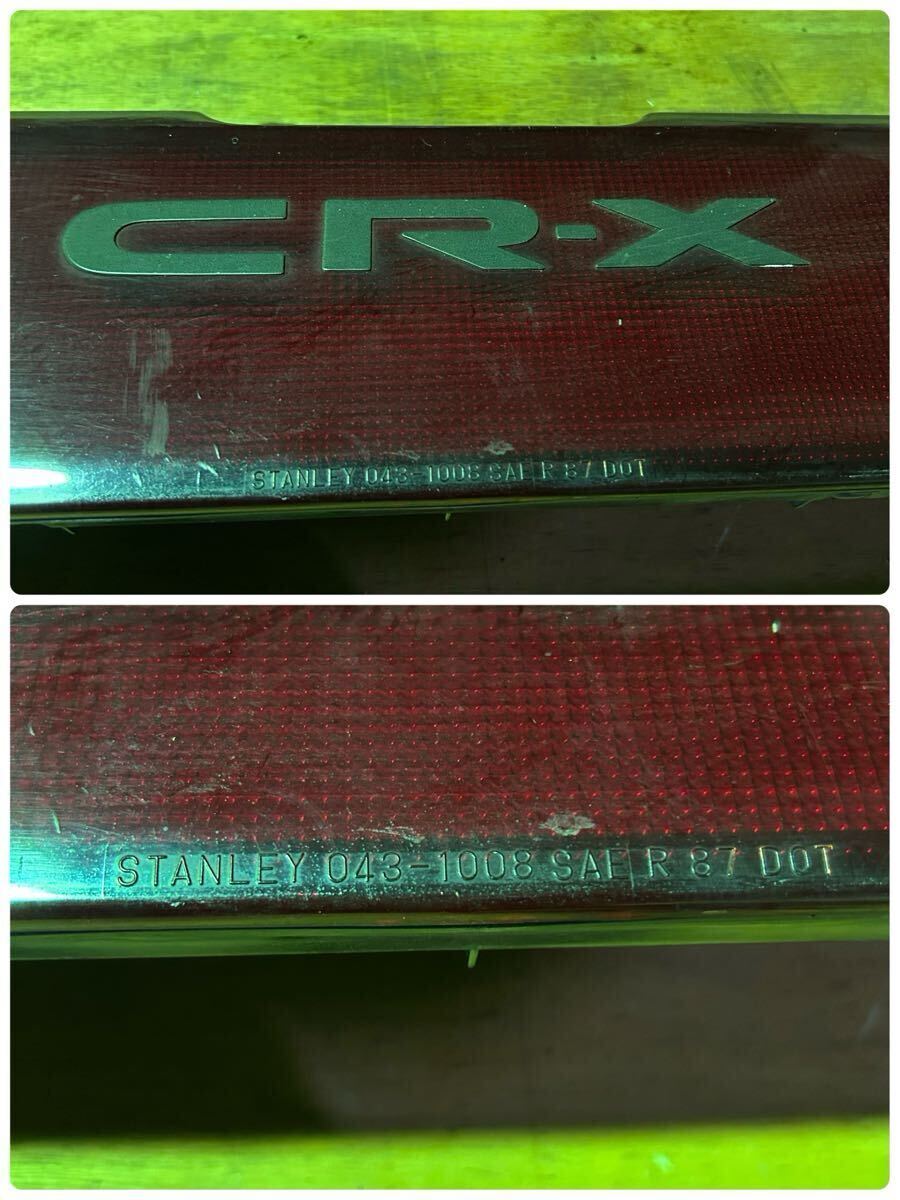 CR-X
STANLEY 043-1008 SAE R 87 DOT
STANLEY 043-1008 SAE R 87 DOT